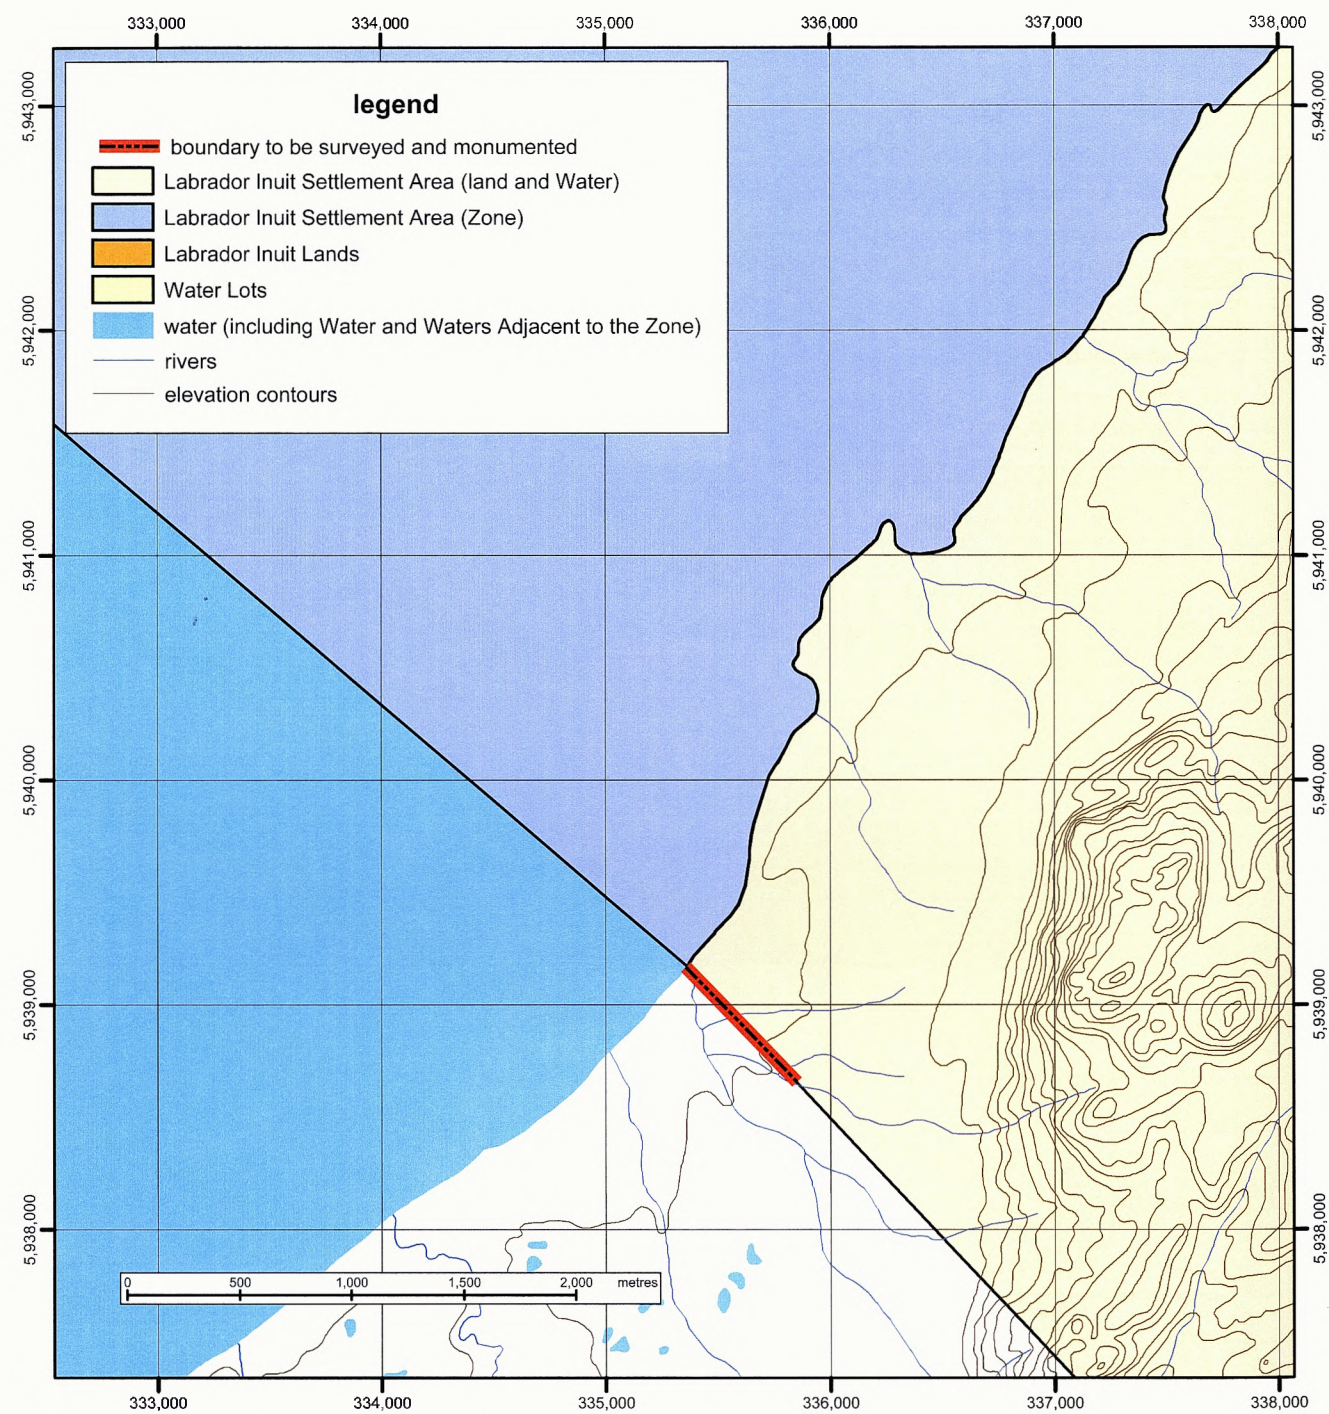 333,000 334,000 335,000 336,000 337,000 338,000
5,943,000 5,943,000
legend
boundary to be surveyed and monumented
Labrador Inuit Settlement Area (land and Water)
Labrador Inuit Settlement Area (Zone)
Labrador Inuit Lands
Water Lots
water (including Water and Waters Adjacent to the Zone)
rivers
elevation contours
5,942,000 5,942,000
5,941,000 5,941,000
5,940,000 5,940,000
5,939,000 5,939,000
5,938,000 5,938,000
0 500 1,000 1,500 2,000 metres
333,000 334,000 335,000 336,000 337,000 338,000